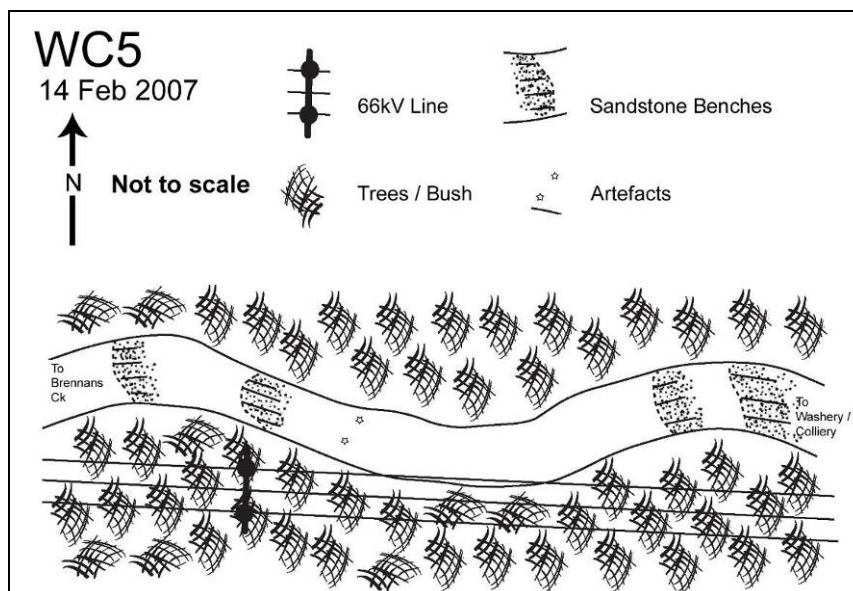 WC5
14 Feb 2007
N
Not to scale
66kV Line
Sandstone Benches
Trees / Bush
Artefacts
To
Brennans
Ck
To
Washery /
Colliery